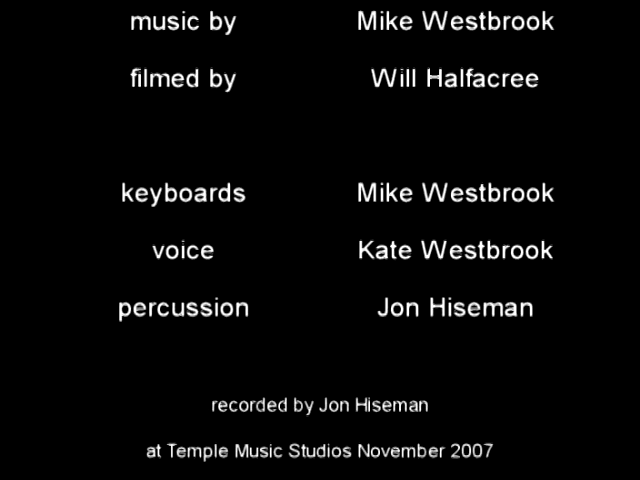 music by Mike Westbrook
filmed by Will Halfacree
keyboards Mike Westbrook
voice Kate Westbrook
percussion Jon Hiseman
recorded by Jon Hiseman
at Temple Music Studios November 2007